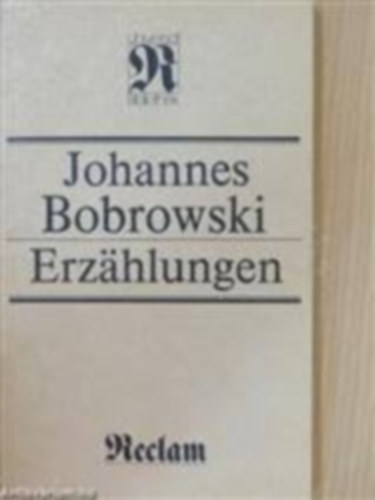 R
Johannes
Bobrowski
Erzählungen
Reclam